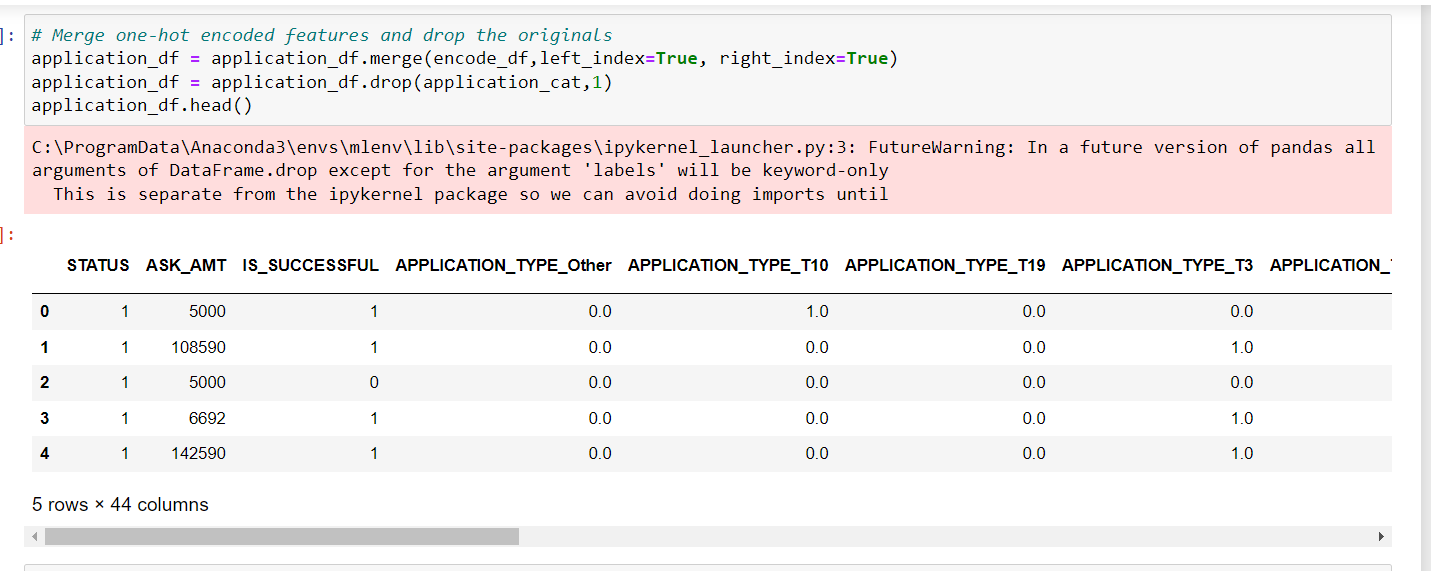 ]: # Merge one-hot encoded features and drop the originals
application_df = application_df.merge(encode_df,left_index=True, right_index=True)
application_df = application_df.drop(application_cat,1)
application_df.head()
C:\ProgramData\Anaconda3\envs\mlenv\lib\site-packages\ipykernel_launcher.py:3: FutureWarning: In a future version of pandas all
arguments of DataFrame.drop except for the argument 'labels' will be keyword-only
  This is separate from the ipykernel package so we can avoid doing imports until
]:
STATUS ASK_AMT IS_SUCCESSFUL APPLICATION_TYPE_Other APPLICATION_TYPE_T10 APPLICATION_TYPE_T19 APPLICATION_TYPE_T3 APPLICATION_
0 1 5000 1 0.0 1.0 0.0 0.0
1 1 108590 1 0.0 0.0 0.0 1.0
2 1 5000 0 0.0 0.0 0.0 0.0
3 1 6692 1 0.0 0.0 0.0 1.0
4 1 142590 1 0.0 0.0 0.0 1.0
5 rows × 44 columns